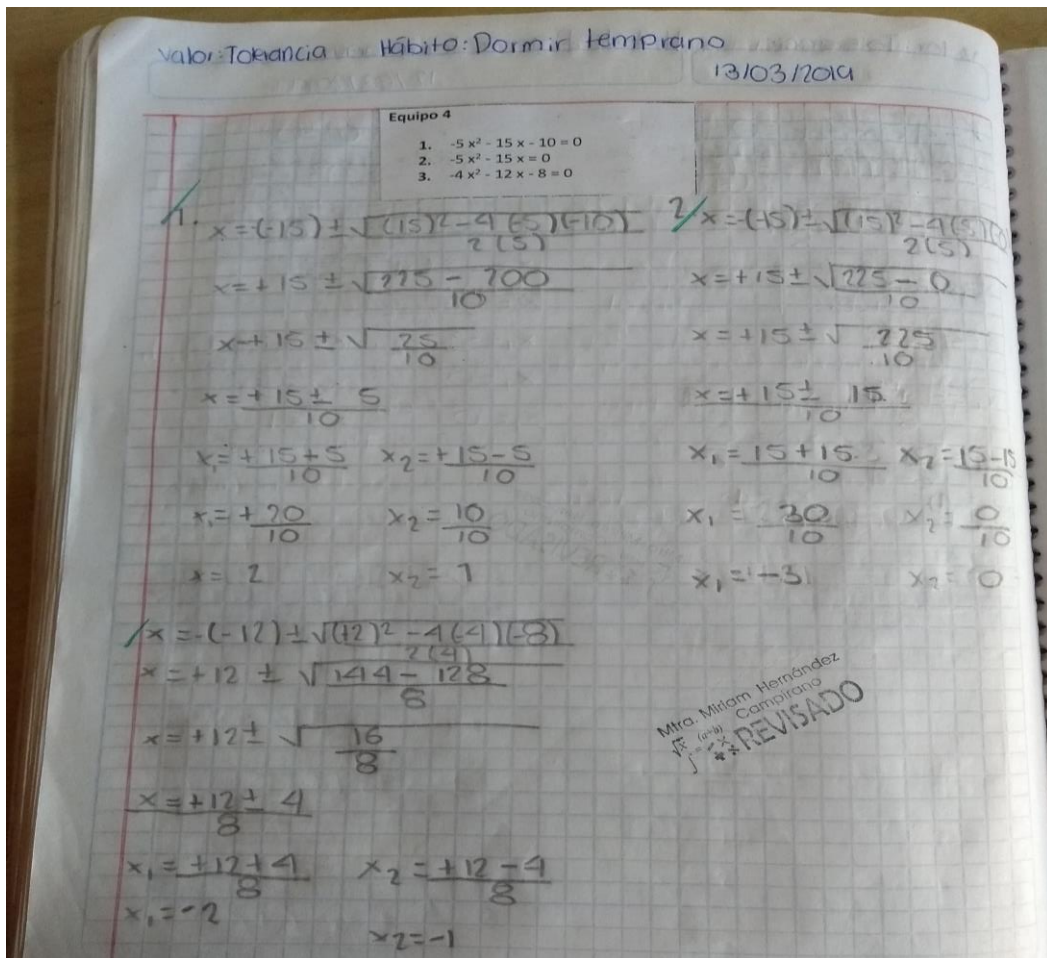 Valor: Tolerancia Hábito: Dormir temprano
13/03/2019
Equipo 4
1. -5 x² - 15 x - 10 = 0
2. -5 x² - 15 x = 0
3. -4 x² - 12 x - 8 = 0
1. x = (-15) ± √(15)² - 4 (-5) (-10)
2 (5)
x = + 15 ± √225 - 200
10
x = + 15 ± √25
10
x = + 15 ± 5
10
x₁ = + 15 + 5 x₂ = + 15 - 5
10 10
x₁ = + 20 x₂ = 10
10 10
x = 2 x₂ = 1
2 x = (-15) ± √(15)² - 4 (5) (0
2 (5)
x = + 15 ± √225 - 0
10
x = + 15 ± √225
10
x = + 15 ± 15
10
x₁ = 15 + 15 x₂ = 15 - 15
10 10
x₁ = 30 x₂ = 0
10 10
x₁ = -3 x₂ = 0
x = -(-12) ± √(12)² - 4 (-4) (-8)
2 (4)
x = + 12 ± √144 - 128
8
x = + 12 ± √16
8
x = + 12 ± 4
8
x₁ = + 12 + 4 x₂ = + 12 - 4
8 8
x₁ = -2
x₂ = -1
Mtra. Miriam Hernández
Campirano
REVISADO